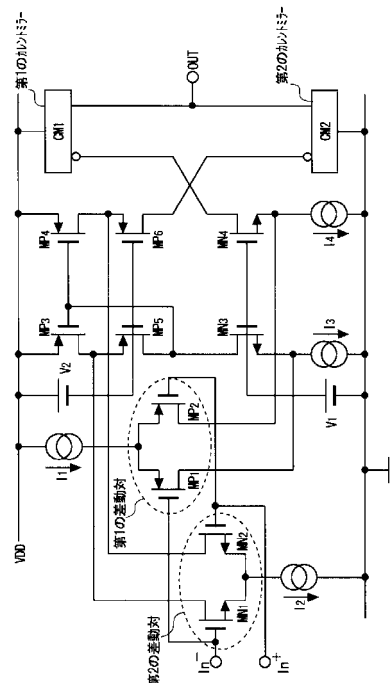 VDD
第1のカレントミラー
CM1
OUT
CM2
第2のカレントミラー
MP4
MP6
MN4
I4
MP3
MP5
MN3
I3
V2
V1
I1
MP2
MP1
第1の差動対
MN2
MN1
第2の差動対
I2
In
-
In
+